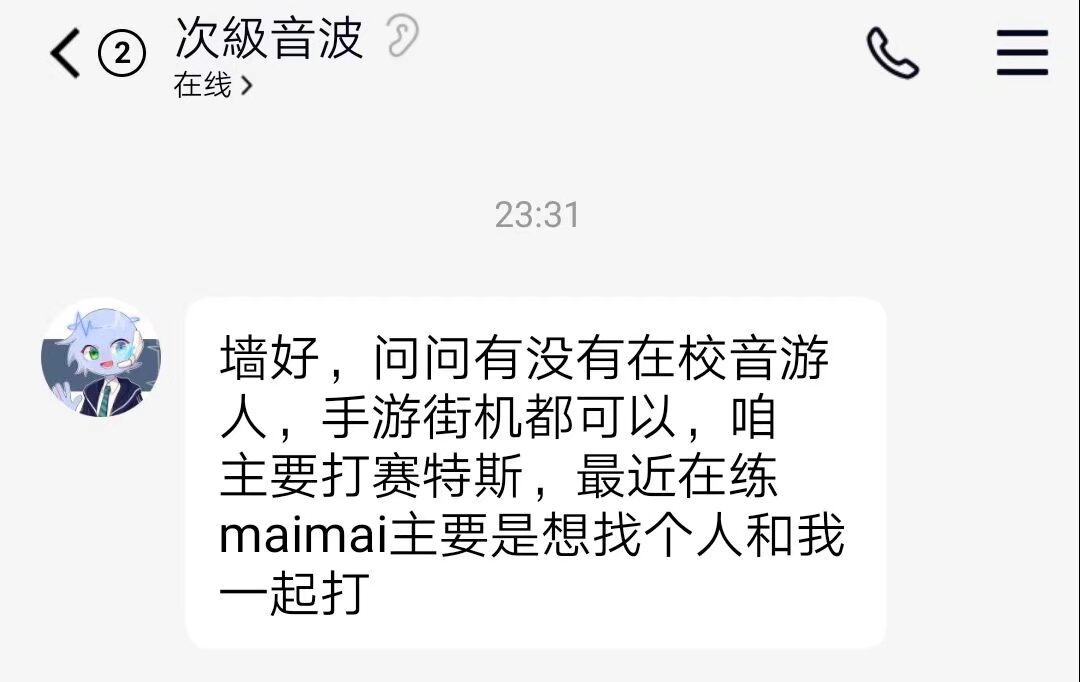 2
次級音波
在线
23:31
墙好，问问有没有在校音游
人，手游街机都可以，咱
主要打赛特斯，最近在练
maimai主要是想找个人和我
一起打